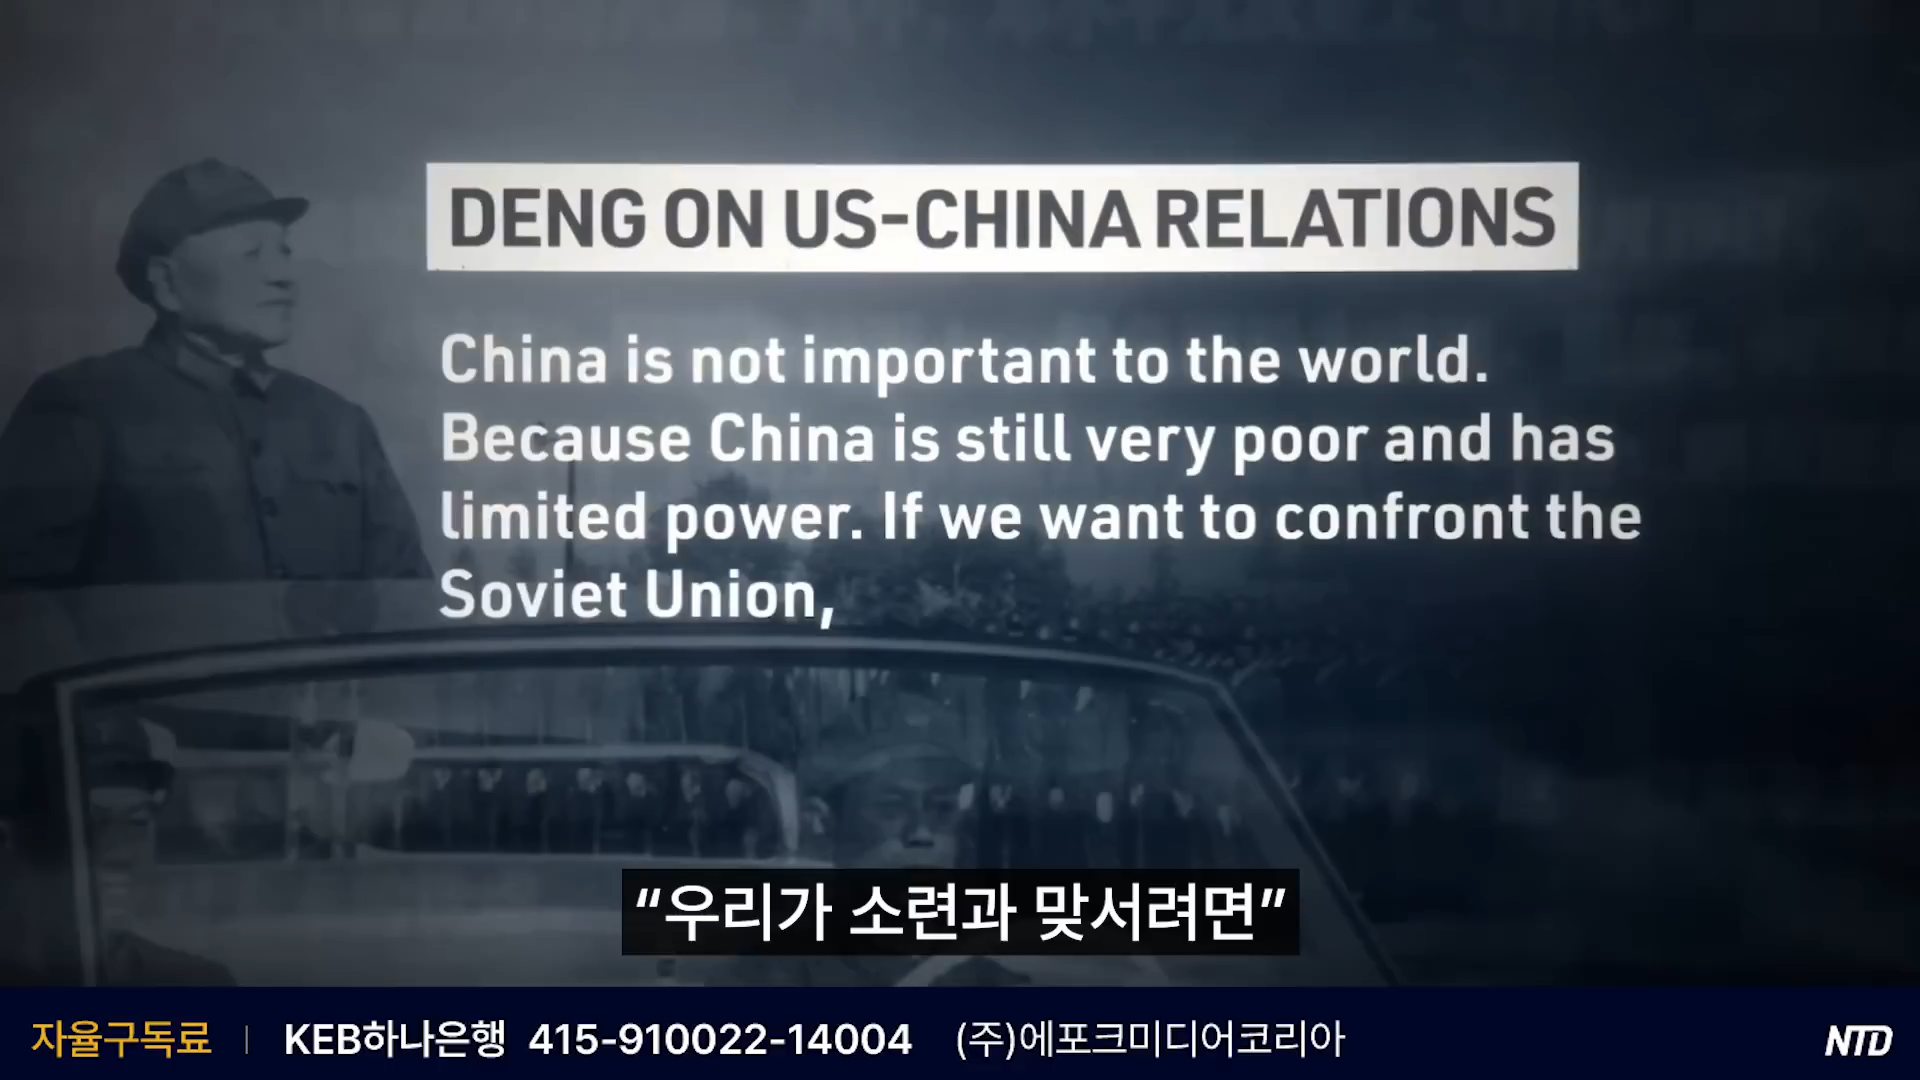 DENG ON US-CHINA RELATIONS
China is not important to the world.
Because China is still very poor and has
limited power. If we want to confront the
Soviet Union,
“우리가 소련과 맞서려면”
자율구독료 | KEB하나은행 415-910022-14004 (주)에포크미디어코리아
NTD